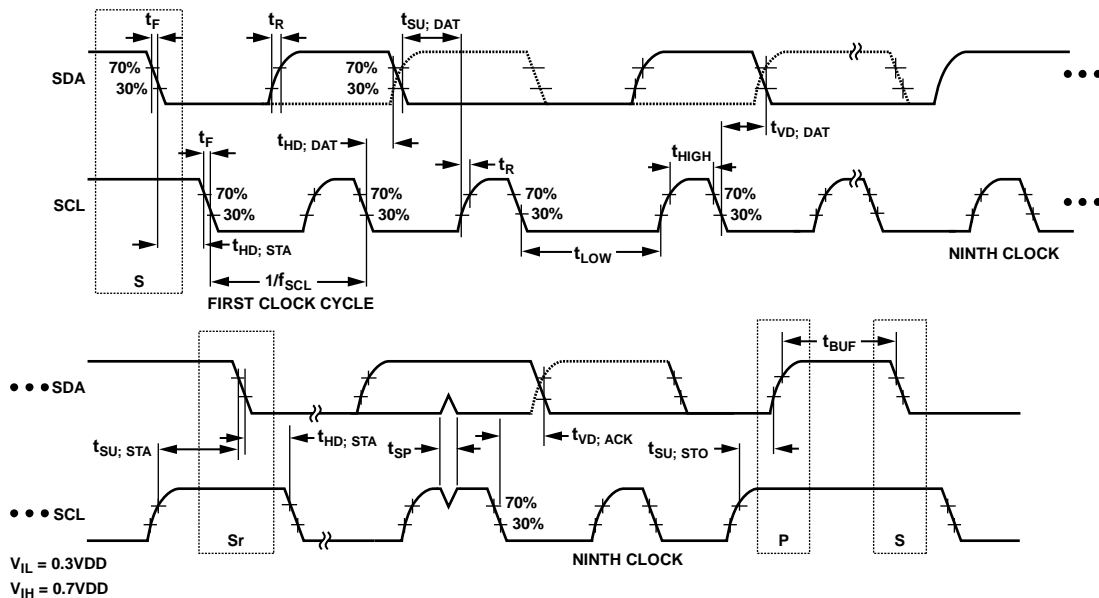 tF
tR
tSU; DAT
SDA
70%
30%
70%
30%
tF
tHD; DAT
tR
tHIGH
tVD; DAT
SCL
70%
30%
70%
30%
70%
30%
70%
30%
tHD; STA
tLOW
NINTH CLOCK
S
1/fSCL
FIRST CLOCK CYCLE
SDA
tBUF
tSU; STA
tHD; STA
tSP
tVD; ACK
tSU; STO
SCL
70%
30%
Sr
NINTH CLOCK
P
S
VIL = 0.3VDD
VIH = 0.7VDD